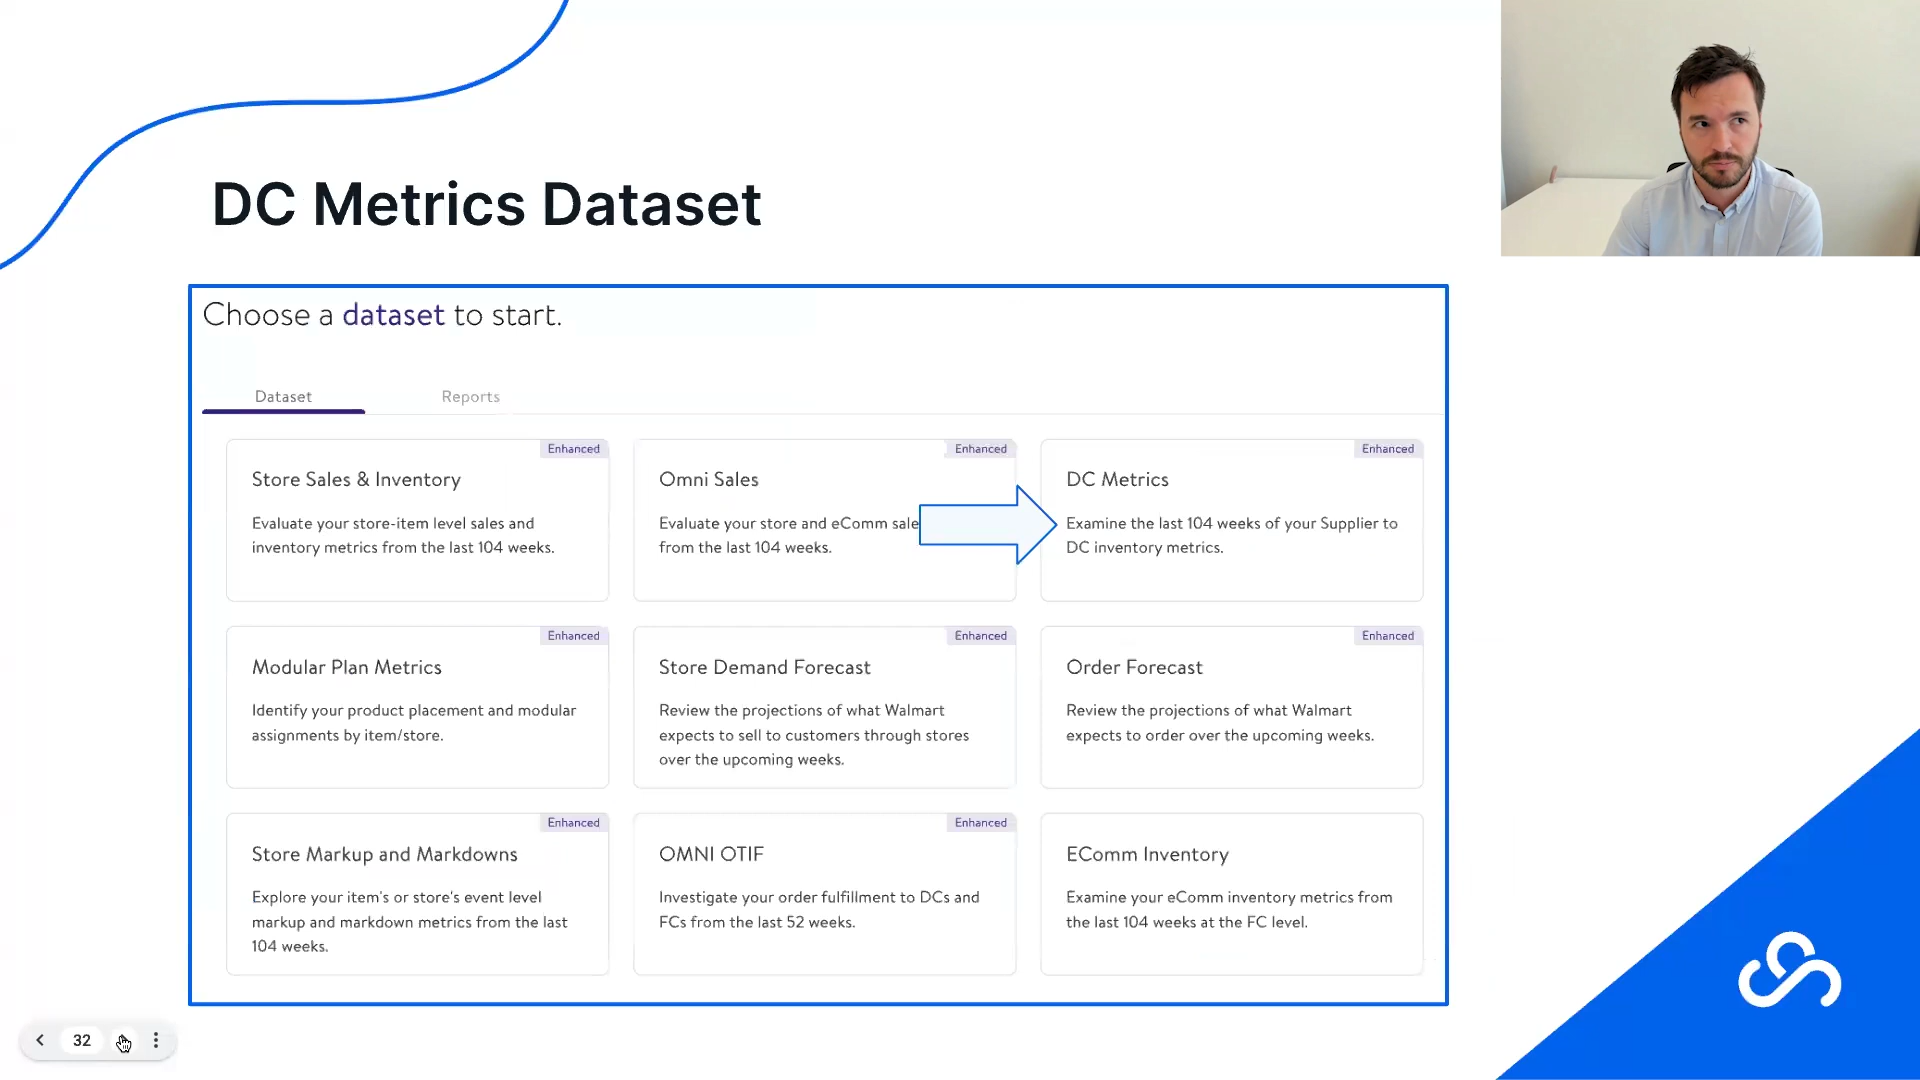 DC Metrics Dataset
Choose a dataset to start.
Dataset
Reports
Enhanced
Store Sales & Inventory
Evaluate your store-item level sales and
inventory metrics from the last 104 weeks.
Enhanced
Omni Sales
Evaluate your store and eComm sale
from the last 104 weeks.
Enhanced
DC Metrics
Examine the last 104 weeks of your Supplier to
DC inventory metrics.
Enhanced
Modular Plan Metrics
Identify your product placement and modular
assignments by item/store.
Enhanced
Store Demand Forecast
Review the projections of what Walmart
expects to sell to customers through stores
over the upcoming weeks.
Enhanced
Order Forecast
Review the projections of what Walmart
expects to order over the upcoming weeks.
Enhanced
Store Markup and Markdowns
Explore your item's or store's event level
markup and markdown metrics from the last
104 weeks.
Enhanced
OMNI OTIF
Investigate your order fulfillment to DCs and
FCs from the last 52 weeks.
EComm Inventory
Examine your eComm inventory metrics from
the last 104 weeks at the FC level.
32